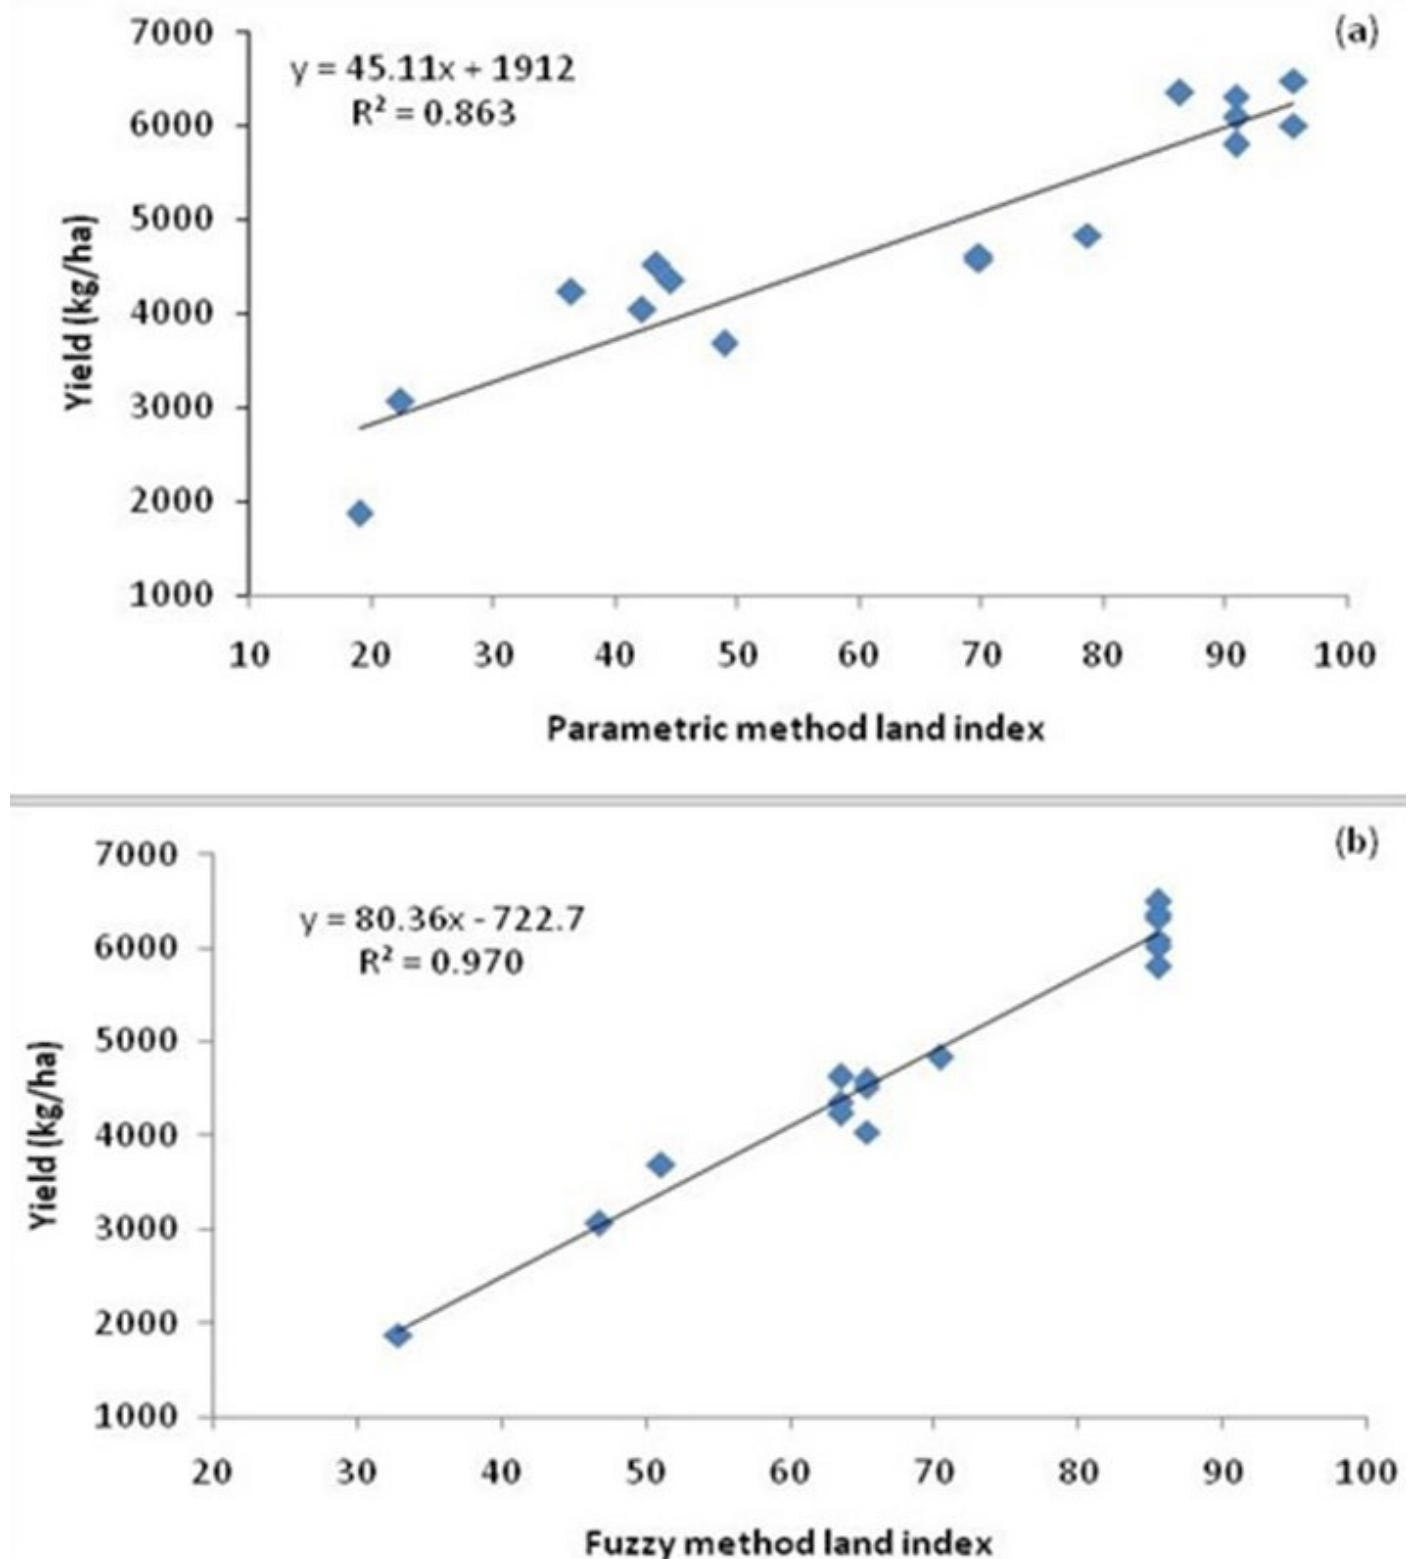 (a)
7000
y = 45.11x + 1912
R² = 0.863
6000
5000
4000
3000
2000
1000
Yield (kg/ha)
10 20 30 40 50 60 70 80 90 100
Parametric method land index
(b)
7000
y = 80.36x - 722.7
R² = 0.970
6000
5000
4000
3000
2000
1000
Yield (kg/ha)
20 30 40 50 60 70 80 90 100
Fuzzy method land index